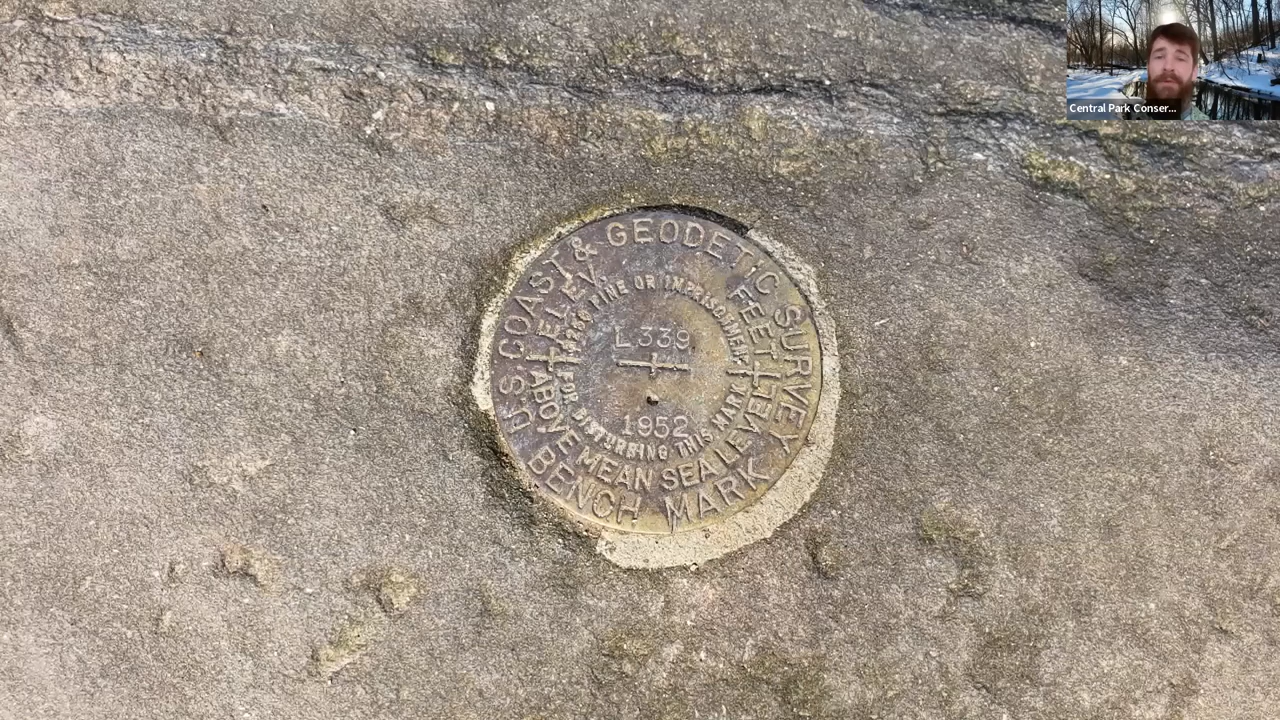 Central Park Conser...
U.S. COAST & GEODETIC SURVEY
BENCH MARK
ELEV.
FEET
ABOVE MEAN SEA LEVEL
$250 FINE OR IMPRISONMENT
FOR DISTURBING THIS MARK
L 339
1952